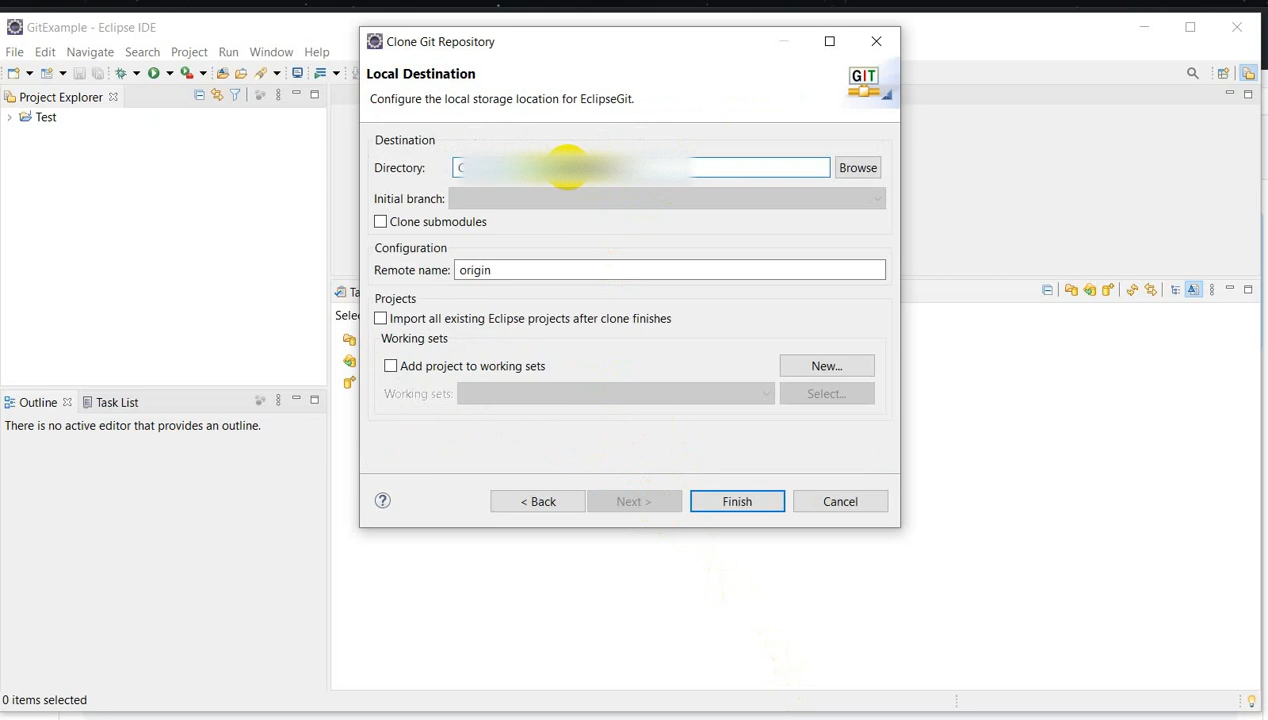 GitExample - Eclipse IDE
File Edit Navigate Search Project Run Window Help
Project Explorer
Test
Outline Task List
There is no active editor that provides an outline.
0 items selected
Clone Git Repository
Local Destination
Configure the local storage location for EclipseGit.
GIT
Destination
Directory:
Browse
Initial branch:
Clone submodules
Configuration
Remote name: origin
Projects
Import all existing Eclipse projects after clone finishes
Working sets
Add project to working sets
New...
Working sets:
Select...
?
< Back
Next >
Finish
Cancel